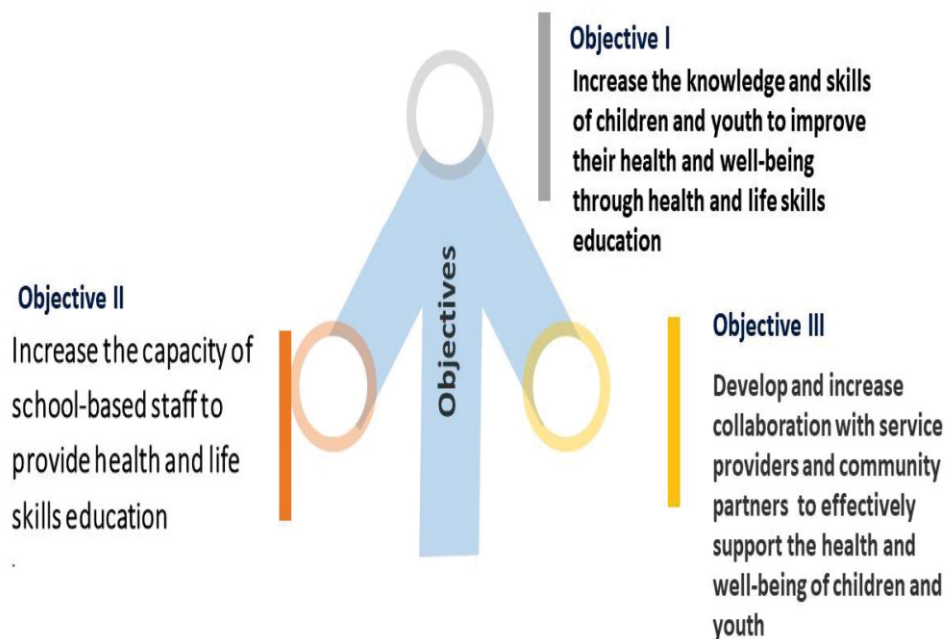 Objective I
Increase the knowledge and skills
of children and youth to improve
their health and well-being
through health and life skills
education
Objectives
Objective II
Increase the capacity of
school-based staff to
provide health and life
skills education
.
Objective III
Develop and increase
collaboration with service
providers and community
partners to effectively
support the health and
well-being of children and
youth